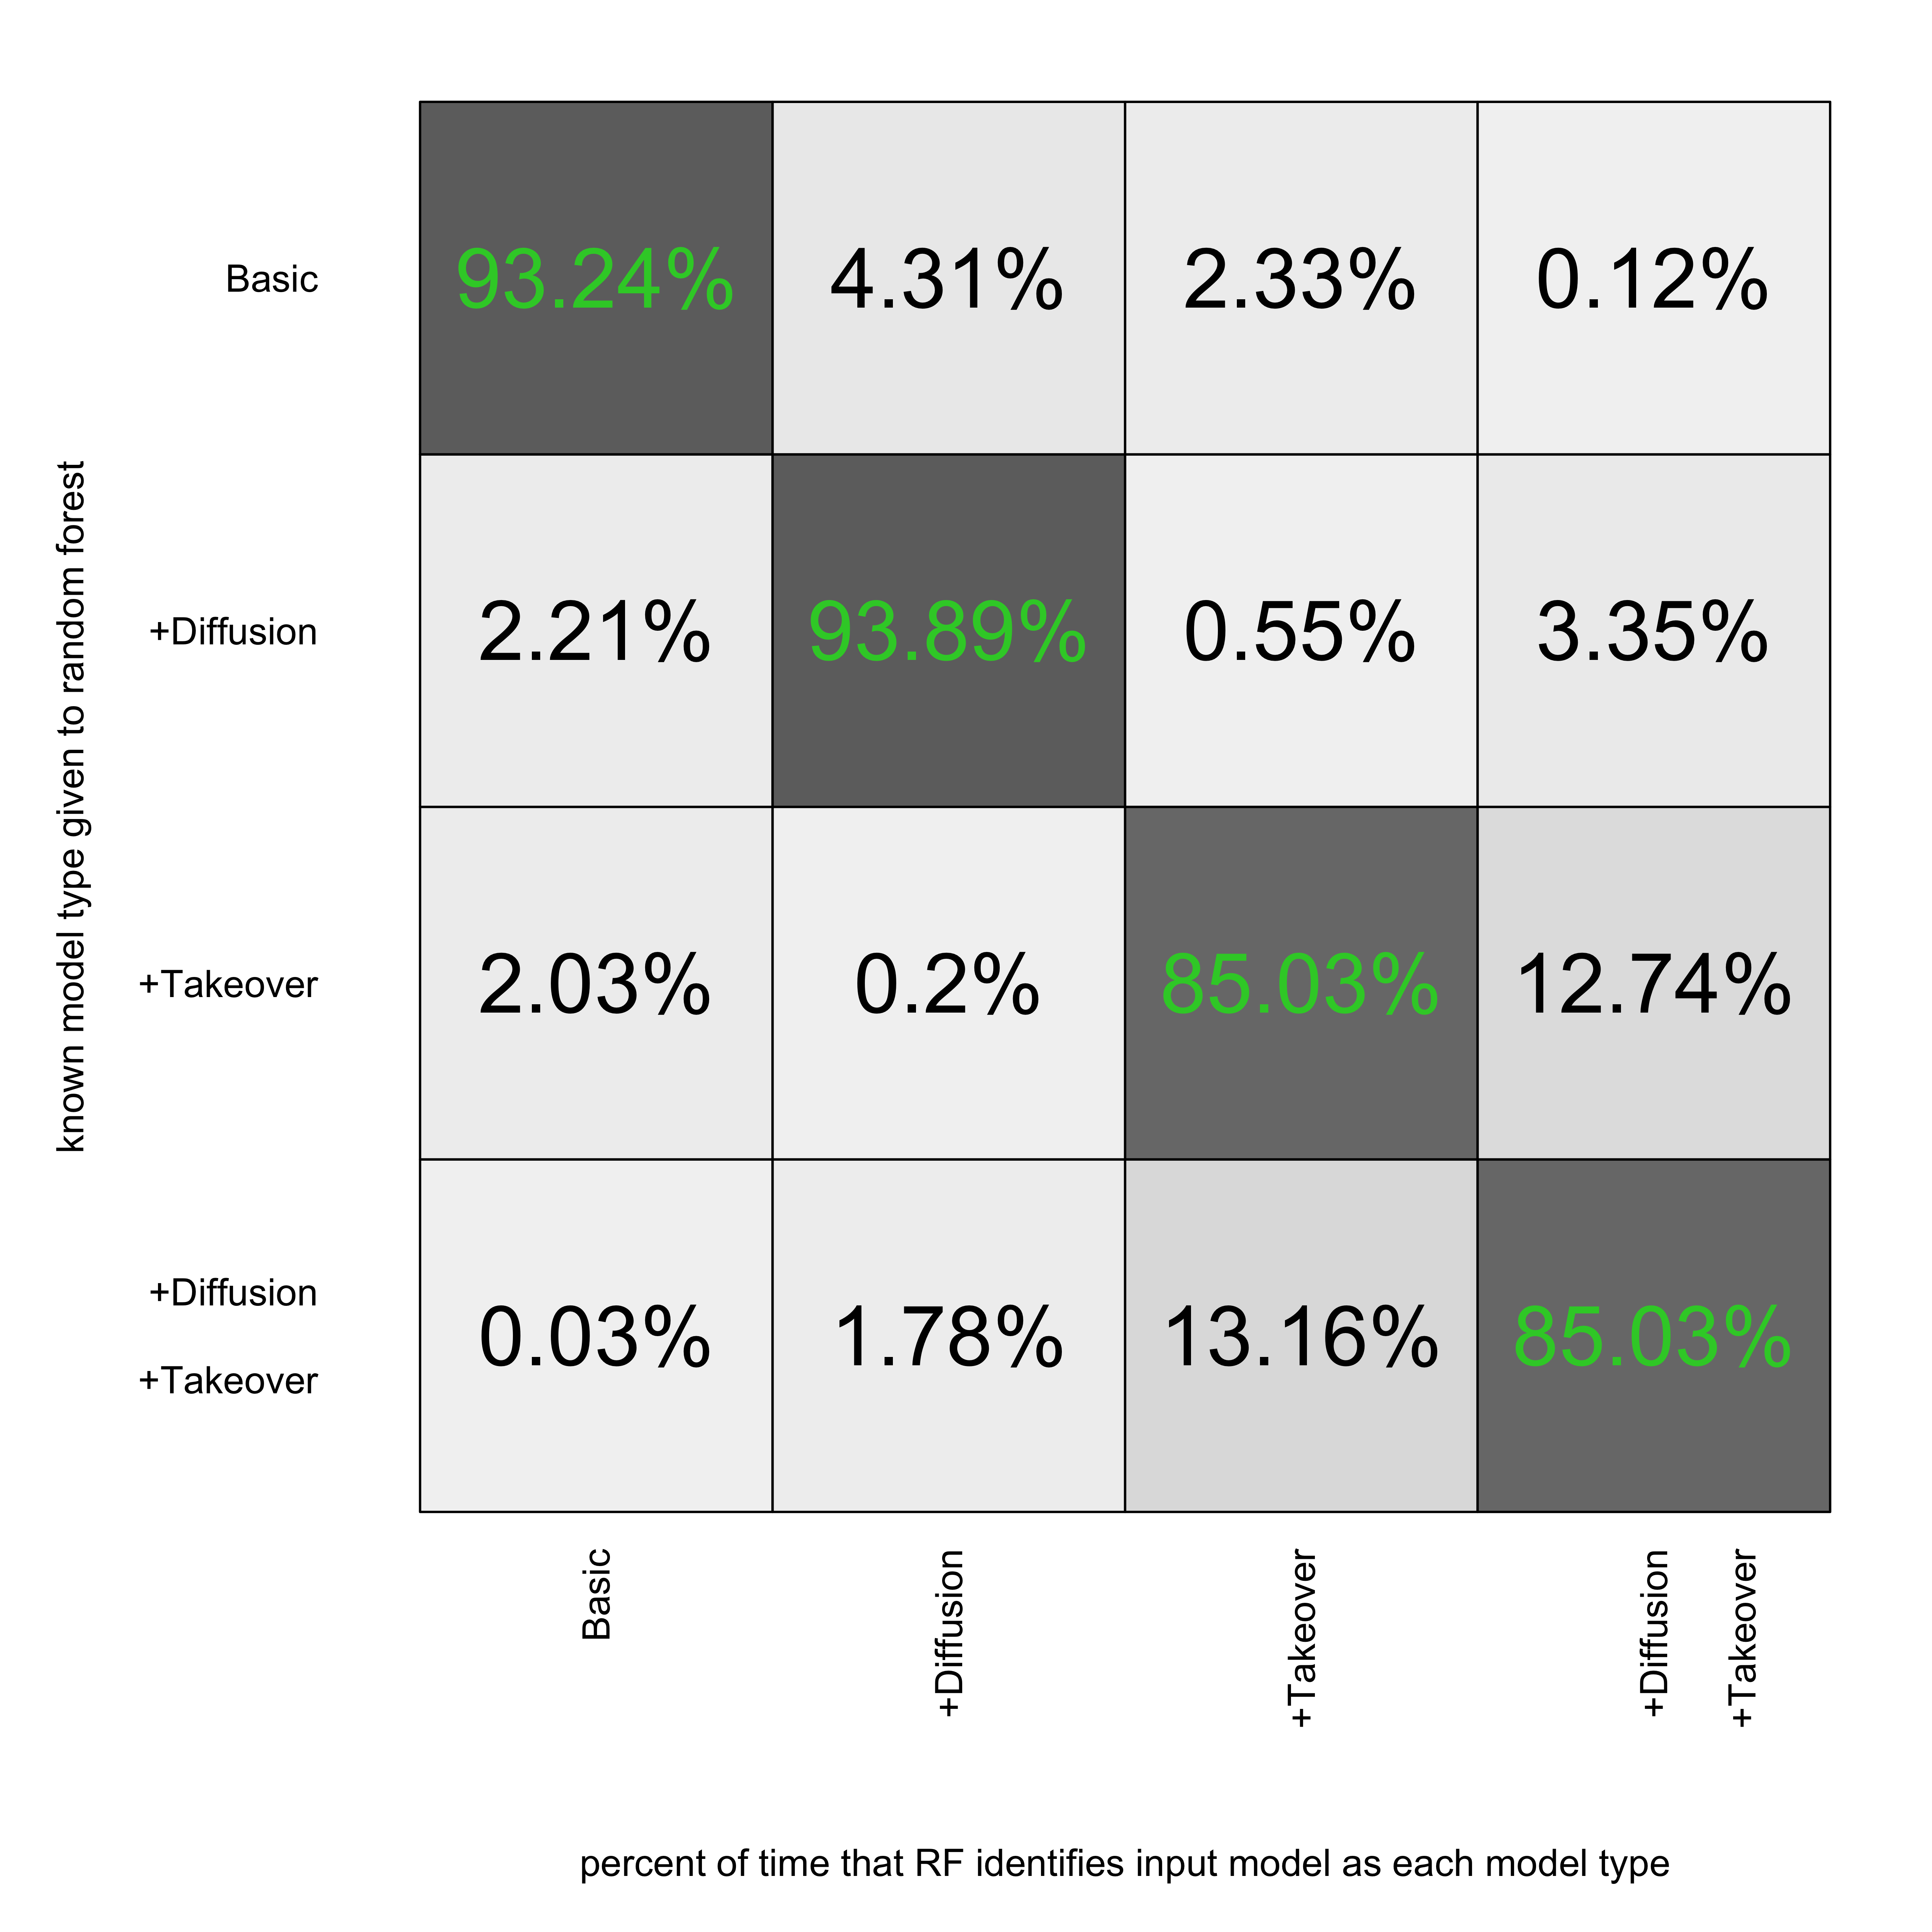 known model type given to random forest
Basic
93.24% 4.31% 2.33% 0.12%
+Diffusion
2.21% 93.89% 0.55% 3.35%
+Takeover
2.03% 0.2% 85.03% 12.74%
+Diffusion
+Takeover
0.03% 1.78% 13.16% 85.03%
Basic
+Diffusion
+Takeover
+Diffusion
+Takeover
percent of time that RF identifies input model as each model type